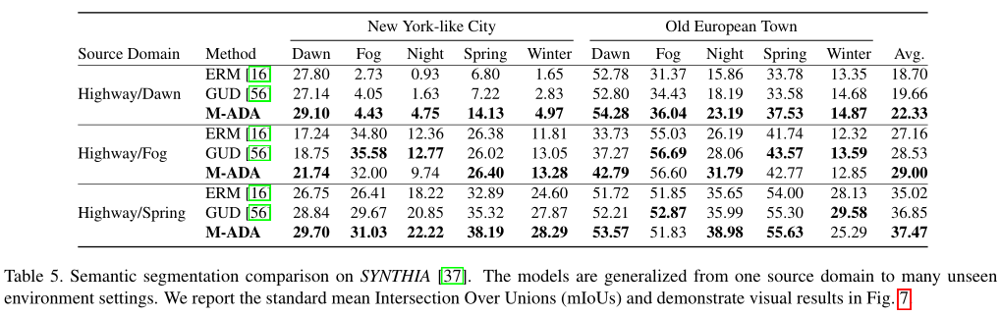 New York-like City Old European Town
Source Domain Method Dawn Fog Night Spring Winter Dawn Fog Night Spring Winter Avg.
ERM [16] 27.80 2.73 0.93 6.80 1.65 52.78 31.37 15.86 33.78 13.35 18.70
Highway/Dawn GUD [56] 27.14 4.05 1.63 7.22 2.83 52.80 34.43 18.19 33.58 14.68 19.66
M-ADA 29.10 4.43 4.75 14.13 4.97 54.28 36.04 23.19 37.53 14.87 22.33
ERM [16] 17.24 34.80 12.36 26.38 11.81 33.73 55.03 26.19 41.74 12.32 27.16
Highway/Fog GUD [56] 18.75 35.58 12.77 26.02 13.05 37.27 56.69 28.06 43.57 13.59 28.53
M-ADA 21.74 32.00 9.74 26.40 13.28 42.79 56.60 31.79 42.77 12.85 29.00
ERM [16] 26.75 26.41 18.22 32.89 24.60 51.72 51.85 35.65 54.00 28.13 35.02
Highway/Spring GUD [56] 28.84 29.67 20.85 35.32 27.87 52.21 52.87 35.99 55.30 29.58 36.85
M-ADA 29.70 31.03 22.22 38.19 28.29 53.57 51.83 38.98 55.63 25.29 37.47
Table 5. Semantic segmentation comparison on SYNTHIA [37]. The models are generalized from one source domain to many unseen
environment settings. We report the standard mean Intersection Over Unions (mIoUs) and demonstrate visual results in Fig. 7